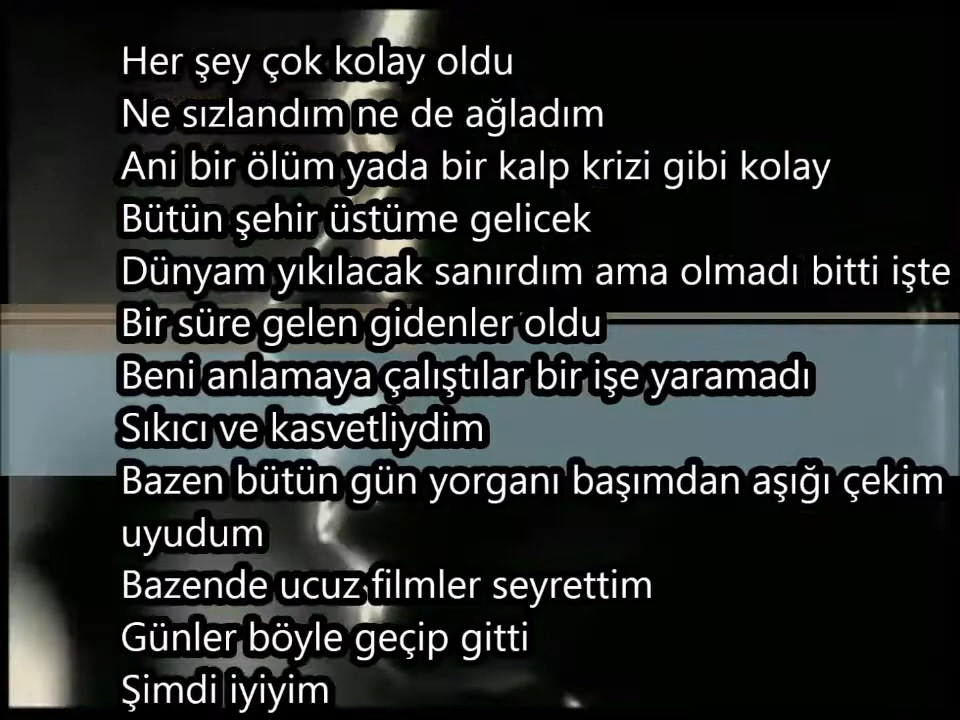 Her şey çok kolay oldu
Ne sızlandım ne de ağladım
Ani bir ölüm yada bir kalp krizi gibi kolay
Bütün şehir üstüme gelicek
Dünyam yıkılacak sanırdım ama olmadı bitti işte
Bir süre gelen gidenler oldu
Beni anlamaya çalıştılar bir işe yaramadı
Sıkıcı ve kasvetliydim
Bazen bütün gün yorganı başımdan aşığı çekim
uyudum
Bazende ucuz filmler seyrettim
Günler böyle geçip gitti
Şimdi iyiyim